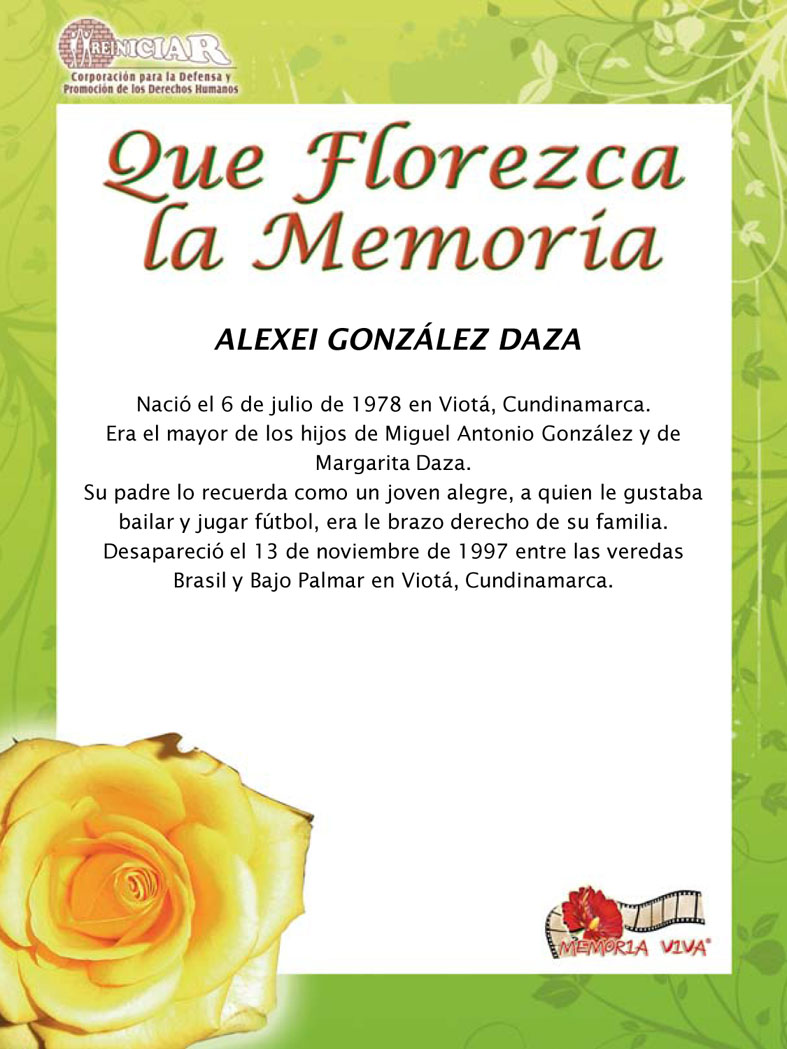 REINICIAR
Corporación para la Defensa y
Promoción de los Derechos Humanos
Que Florezca
la Memoria
ALEXEI GONZÁLEZ DAZA
Nació el 6 de julio de 1978 en Viotá, Cundinamarca.
Era el mayor de los hijos de Miguel Antonio González y de
Margarita Daza.
Su padre lo recuerda como un joven alegre, a quien le gustaba
bailar y jugar fútbol, era le brazo derecho de su familia.
Desapareció el 13 de noviembre de 1997 entre las veredas
Brasil y Bajo Palmar en Viotá, Cundinamarca.
MEMORIA VIVA®